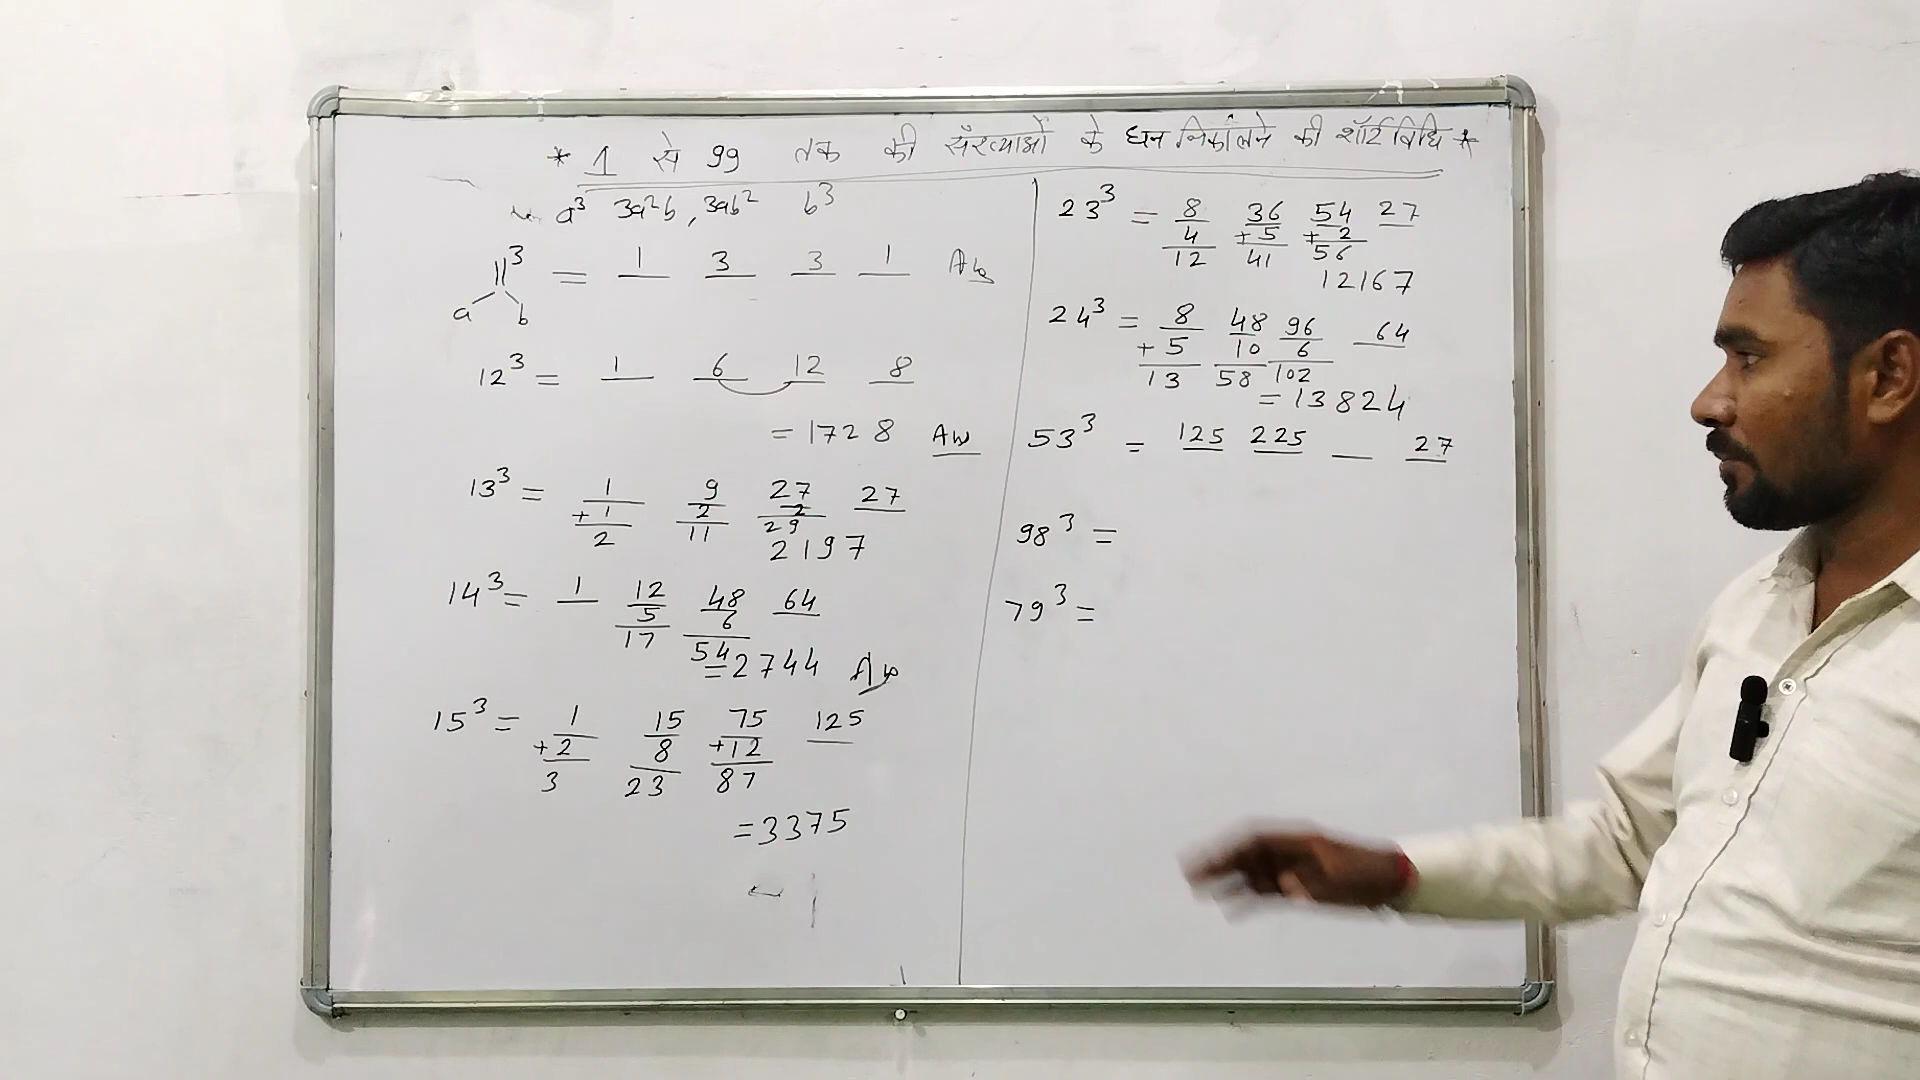 * 1 से 99 तक की संख्याओं के घन निकालने की शॉर्ट विधि *
a³ 3a²b, 3ab² b³
11³ = 1 3 3 1 Ans
a b
12³ = 1 6 12 8
= 1728 Ans
13³ = 1 9 27 27
+1 2 2
2 11 29
2197
14³ = 1 12 48 64
5 6
17 54
= 2744 Ans
15³ = 1 15 75 125
+2 8 +12
3 23 87
= 3375
23³ = 8 36 54 27
4 +5 +2
12 41 56
12167
24³ = 8 48 96 64
+5 10 6
13 58 102
= 13824
53³ = 125 225 __ 27
98³ =
79³ =